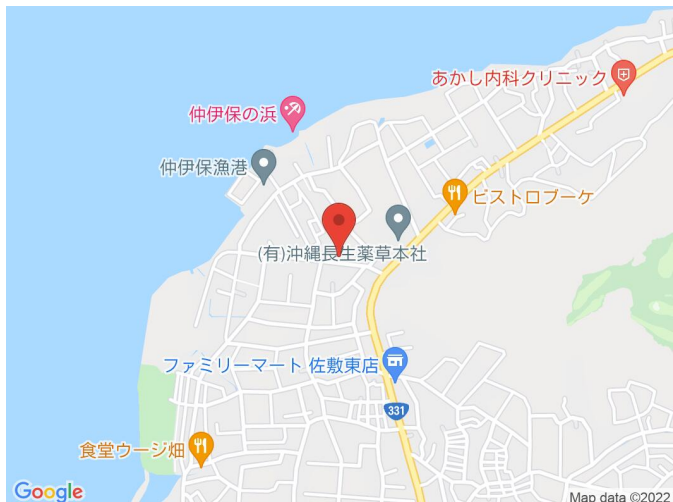 あかし内科クリニック
仲伊保の浜
仲伊保漁港
ビストロブーケ
(有)沖縄長生薬草本社
ファミリーマート 佐敷東店
331
食堂ウージ畑
Google
Map data ©2022